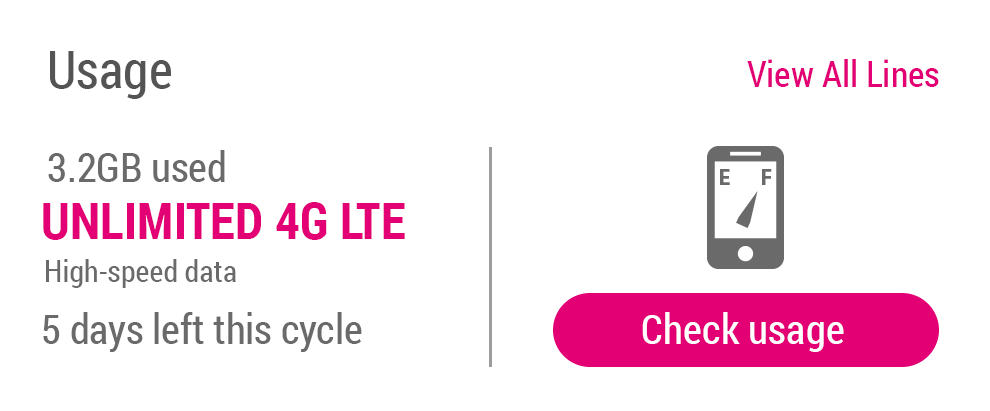 Usage
View All Lines
3.2GB used
UNLIMITED 4G LTE
High-speed data
5 days left this cycle
E F
Check usage